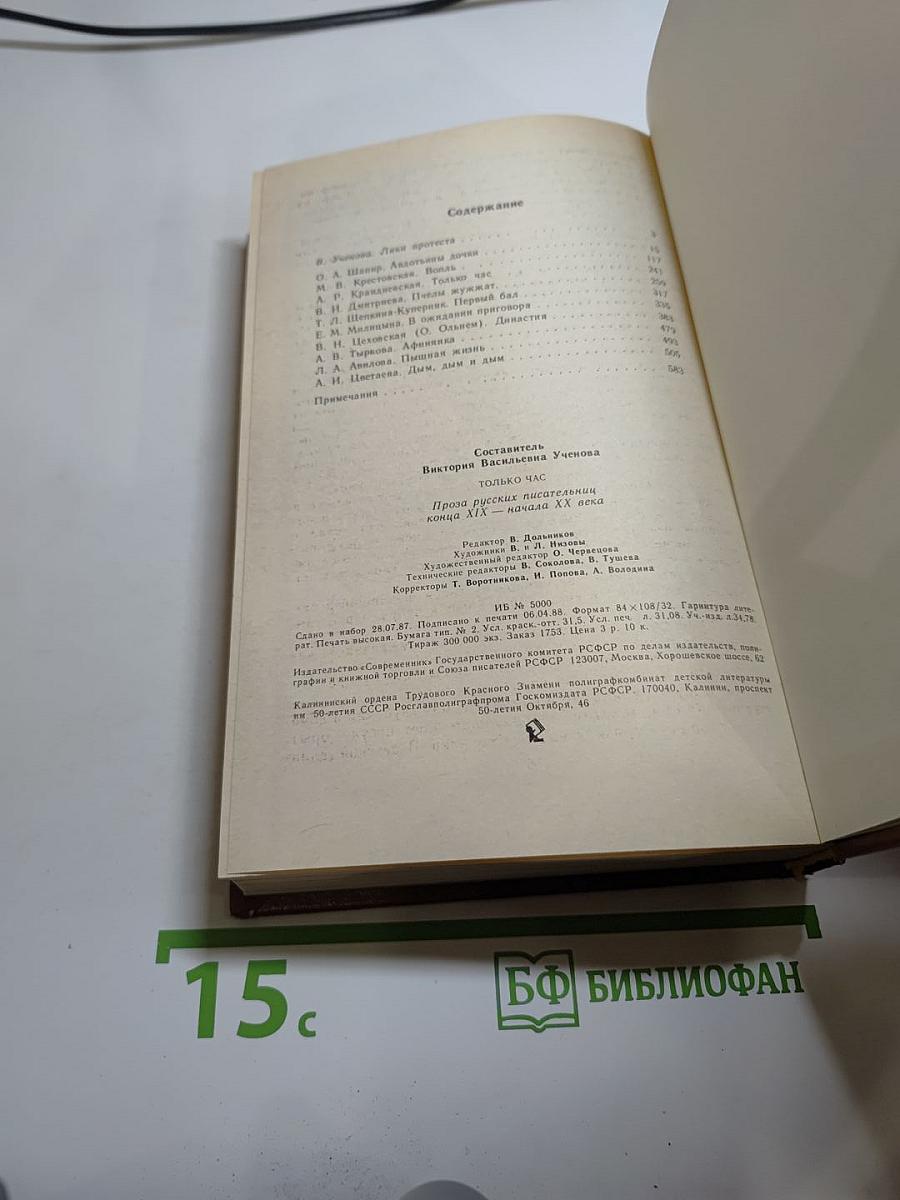 Содержание
В. Ученова. Лики протеста . . . 3
О. А. Шапир. Авдотьины дочки . . . 15
М. В. Крестовская. Вопль . . . 117
А. Р. Крандиевская. Только час . . . 241
В. И. Дмитриева. Пчелы жужжат. . . . 259
Т. Л. Щепкина-Куперник. Первый бал . . . 317
Е. М. Милицына. В ожидании приговора . . . 336
В. Н. Цеховская (О. Ольнем). Династия . . . 383
А. В. Тыркова. Афинянка . . . 479
Л. А. Авилова. Пышная жизнь . . . 493
А. И. Цветаева. Дым, дым и дым . . . 505
Примечания . . . 583
Составитель
Виктория Васильевна Ученова
ТОЛЬКО ЧАС
Проза русских писательниц
конца XIX — начала XX века
Редактор В. Дольников
Художники В. и Л. Низовы
Художественный редактор О. Червецова
Технические редакторы В. Соколова, В. Тушева
Корректоры Т. Воротникова, И. Попова, А. Володина
ИБ № 5000
Сдано в набор 28.07.87. Подписано к печати 06.04.88. Формат 84×108/32. Гарнитура лите-
рат. Печать высокая. Бумага тип. № 2. Усл. краск.-отт. 31,5. Усл. печ. л. 31,08. Уч.-изд. л.34,78.
Тираж 300 000 экз. Заказ 1753. Цена 3 р. 10 к.
Издательство «Современник» Государственного комитета РСФСР по делам издательств, поли-
графии и книжной торговли и Союза писателей РСФСР 123007, Москва, Хорошевское шоссе, 62
Калининский ордена Трудового Красного Знамени полиграфкомбинат детской литературы
им 50-летия СССР Росглавполиграфпрома Госкомиздата РСФСР. 170040, Калинин, проспект
50-летия Октября, 46
15 с
БФ БИБЛИОФАН